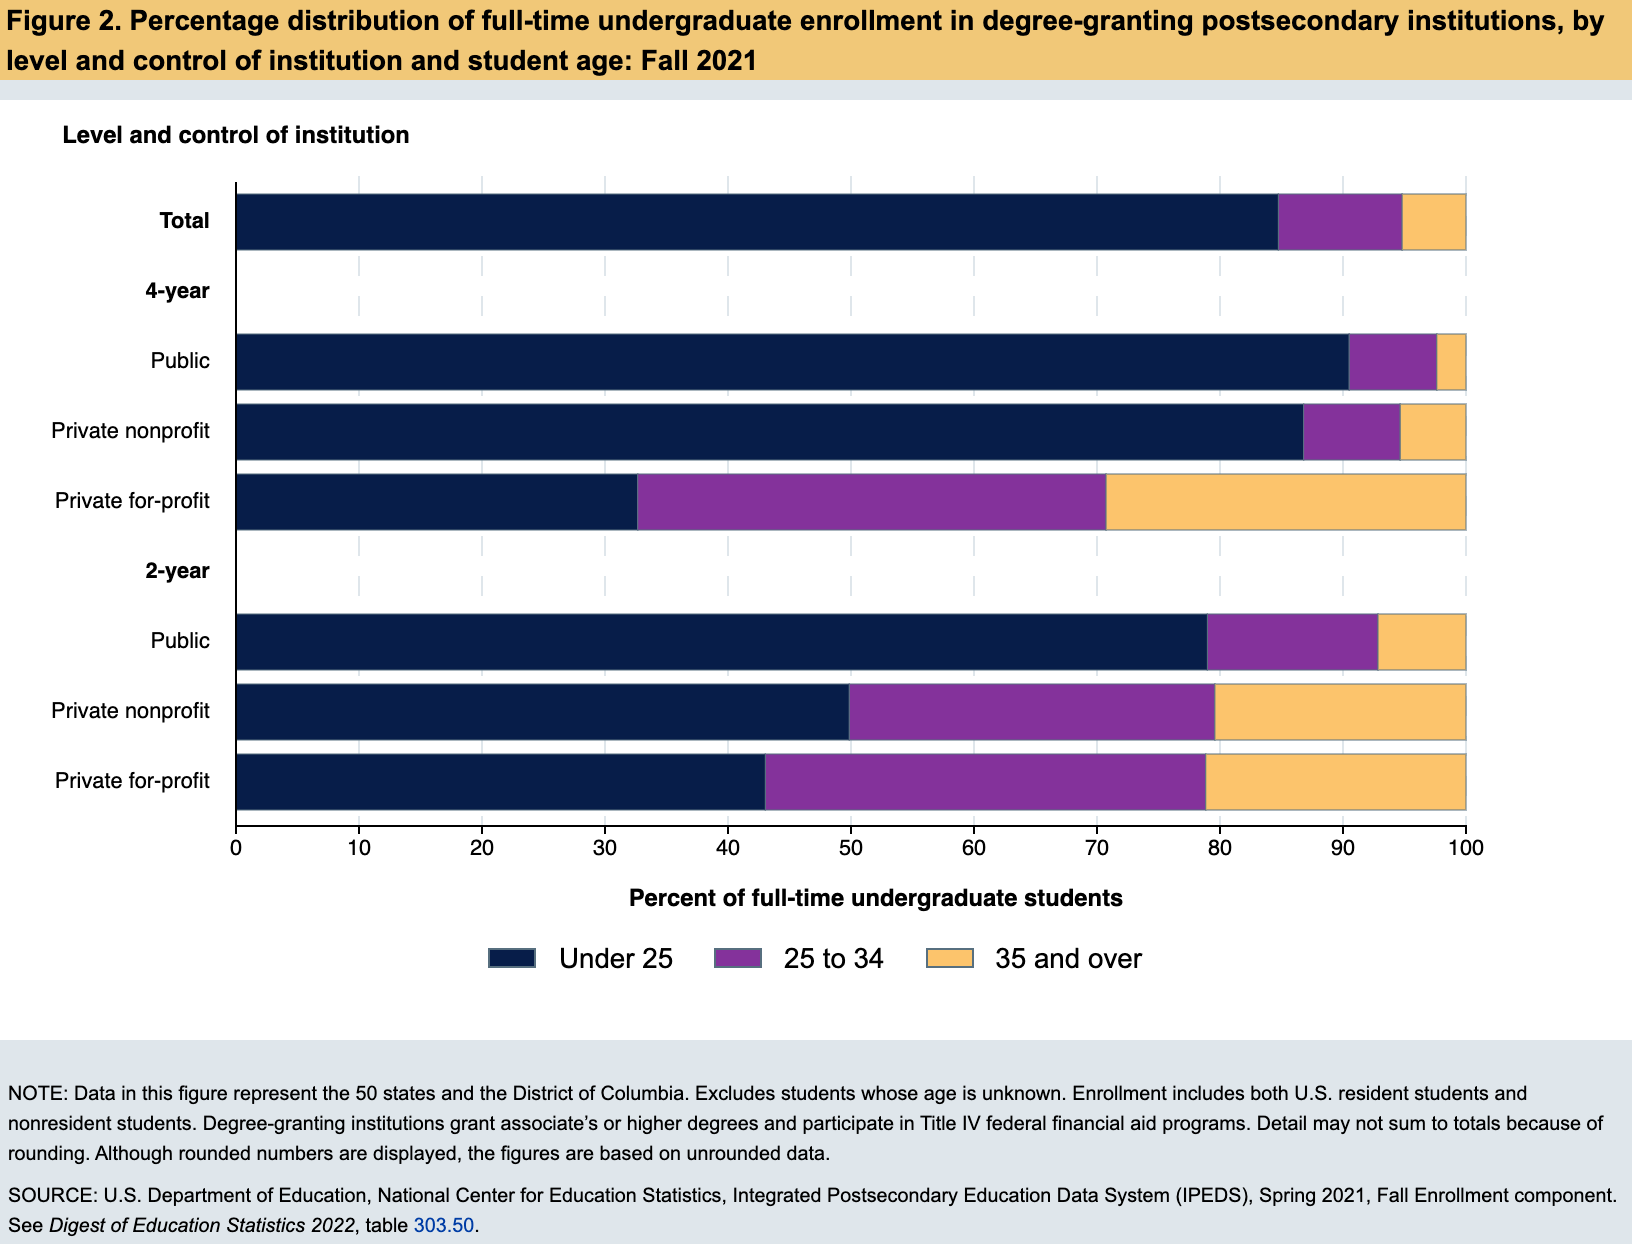 Figure 2. Percentage distribution of full-time undergraduate enrollment in degree-granting postsecondary institutions, by
level and control of institution and student age: Fall 2021
Level and control of institution
Total
4-year
Public
Private nonprofit
Private for-profit
2-year
Public
Private nonprofit
Private for-profit
0 10 20 30 40 50 60 70 80 90 100
Percent of full-time undergraduate students
Under 25 25 to 34 35 and over
NOTE: Data in this figure represent the 50 states and the District of Columbia. Excludes students whose age is unknown. Enrollment includes both U.S. resident students and
nonresident students. Degree-granting institutions grant associate’s or higher degrees and participate in Title IV federal financial aid programs. Detail may not sum to totals because of
rounding. Although rounded numbers are displayed, the figures are based on unrounded data.
SOURCE: U.S. Department of Education, National Center for Education Statistics, Integrated Postsecondary Education Data System (IPEDS), Spring 2021, Fall Enrollment component.
See Digest of Education Statistics 2022, table 303.50.